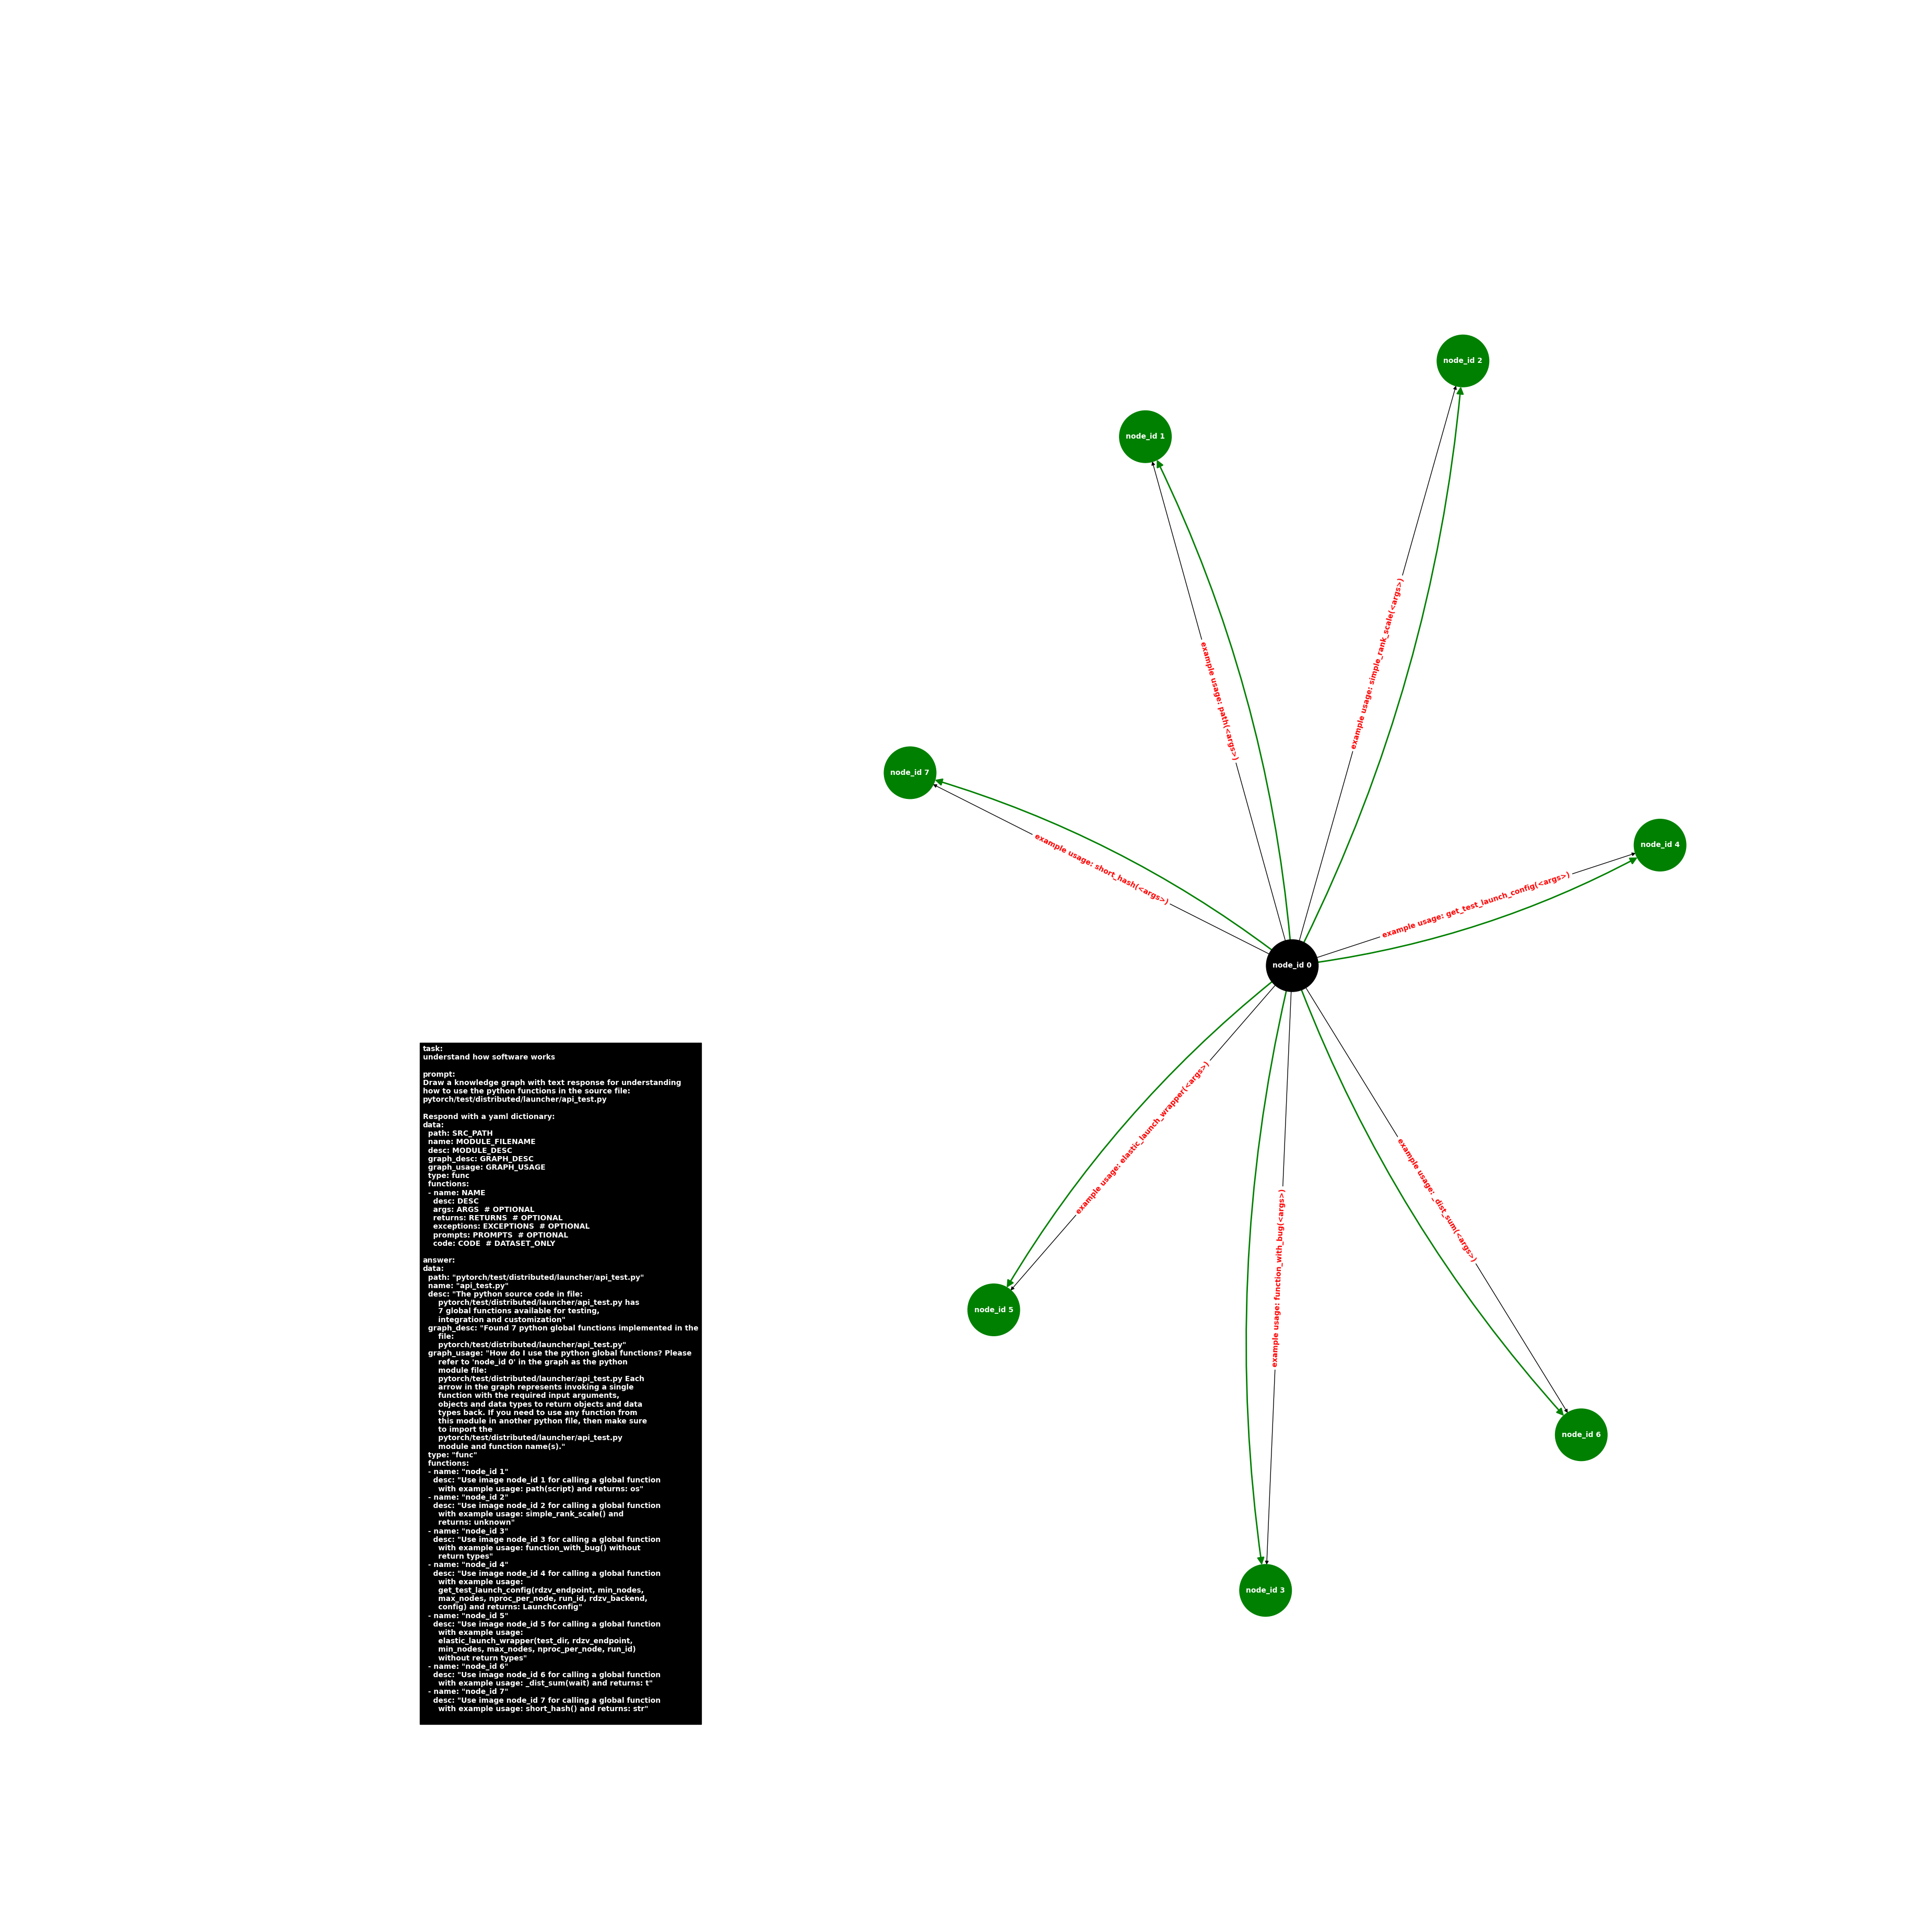 node_id 2
node_id 1
example usage: simple_rank_scale(<args>)
example usage: path(<args>)
node_id 7
node_id 4
example usage: short_hash(<args>)
example usage: get_test_launch_config(<args>)
node_id 0
task:
understand how software works

prompt:
Draw a knowledge graph with text response for understanding
how to use the python functions in the source file:
pytorch/test/distributed/launcher/api_test.py

Respond with a yaml dictionary:
data:
  path: SRC_PATH
  name: MODULE_FILENAME
  desc: MODULE_DESC
  graph_desc: GRAPH_DESC
  graph_usage: GRAPH_USAGE
  type: func
  functions:
  - name: NAME
    desc: DESC
    args: ARGS  # OPTIONAL
    returns: RETURNS  # OPTIONAL
    exceptions: EXCEPTIONS  # OPTIONAL
    prompts: PROMPTS  # OPTIONAL
    code: CODE  # DATASET_ONLY

answer:
data:
  path: "pytorch/test/distributed/launcher/api_test.py"
  name: "api_test.py"
  desc: "The python source code in file:
      pytorch/test/distributed/launcher/api_test.py has
      7 global functions available for testing,
      integration and customization"
  graph_desc: "Found 7 python global functions implemented in the
      file:
      pytorch/test/distributed/launcher/api_test.py"
  graph_usage: "How do I use the python global functions? Please
      refer to 'node_id 0' in the graph as the python
      module file:
      pytorch/test/distributed/launcher/api_test.py Each
      arrow in the graph represents invoking a single
      function with the required input arguments,
      objects and data types to return objects and data
      types back. If you need to use any function from
      this module in another python file, then make sure
      to import the
      pytorch/test/distributed/launcher/api_test.py
      module and function name(s)."
  type: "func"
  functions:
  - name: "node_id 1"
    desc: "Use image node_id 1 for calling a global function
      with example usage: path(script) and returns: os"
  - name: "node_id 2"
    desc: "Use image node_id 2 for calling a global function
      with example usage: simple_rank_scale() and
      returns: unknown"
  - name: "node_id 3"
    desc: "Use image node_id 3 for calling a global function
      with example usage: function_with_bug() without
      return types"
  - name: "node_id 4"
    desc: "Use image node_id 4 for calling a global function
      with example usage:
      get_test_launch_config(rdzv_endpoint, min_nodes,
      max_nodes, nproc_per_node, run_id, rdzv_backend,
      config) and returns: LaunchConfig"
  - name: "node_id 5"
    desc: "Use image node_id 5 for calling a global function
      with example usage:
      elastic_launch_wrapper(test_dir, rdzv_endpoint,
      min_nodes, max_nodes, nproc_per_node, run_id)
      without return types"
  - name: "node_id 6"
    desc: "Use image node_id 6 for calling a global function
      with example usage: _dist_sum(wait) and returns: t"
  - name: "node_id 7"
    desc: "Use image node_id 7 for calling a global function
      with example usage: short_hash() and returns: str"
example usage: elastic_launch_wrapper(<args>)
example usage: _dist_sum(<args>)
example usage: function_with_bug(<args>)
node_id 5
node_id 6
node_id 3